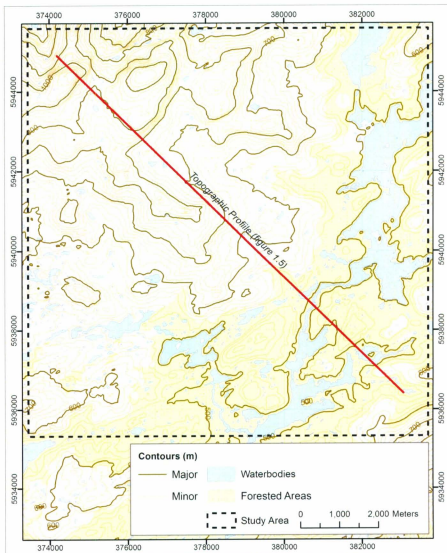 374000 376000 378000 380000 382000
5944000
5942000
5940000
5938000
5936000
5934000
5944000
5942000
5940000
5938000
5936000
5934000
Topographic Profile (figure 1.5)
Contours (m)
Major
Waterbodies
Minor
Forested Areas
Study Area
0 1,000 2,000 Meters
374000 376000 378000 380000 382000